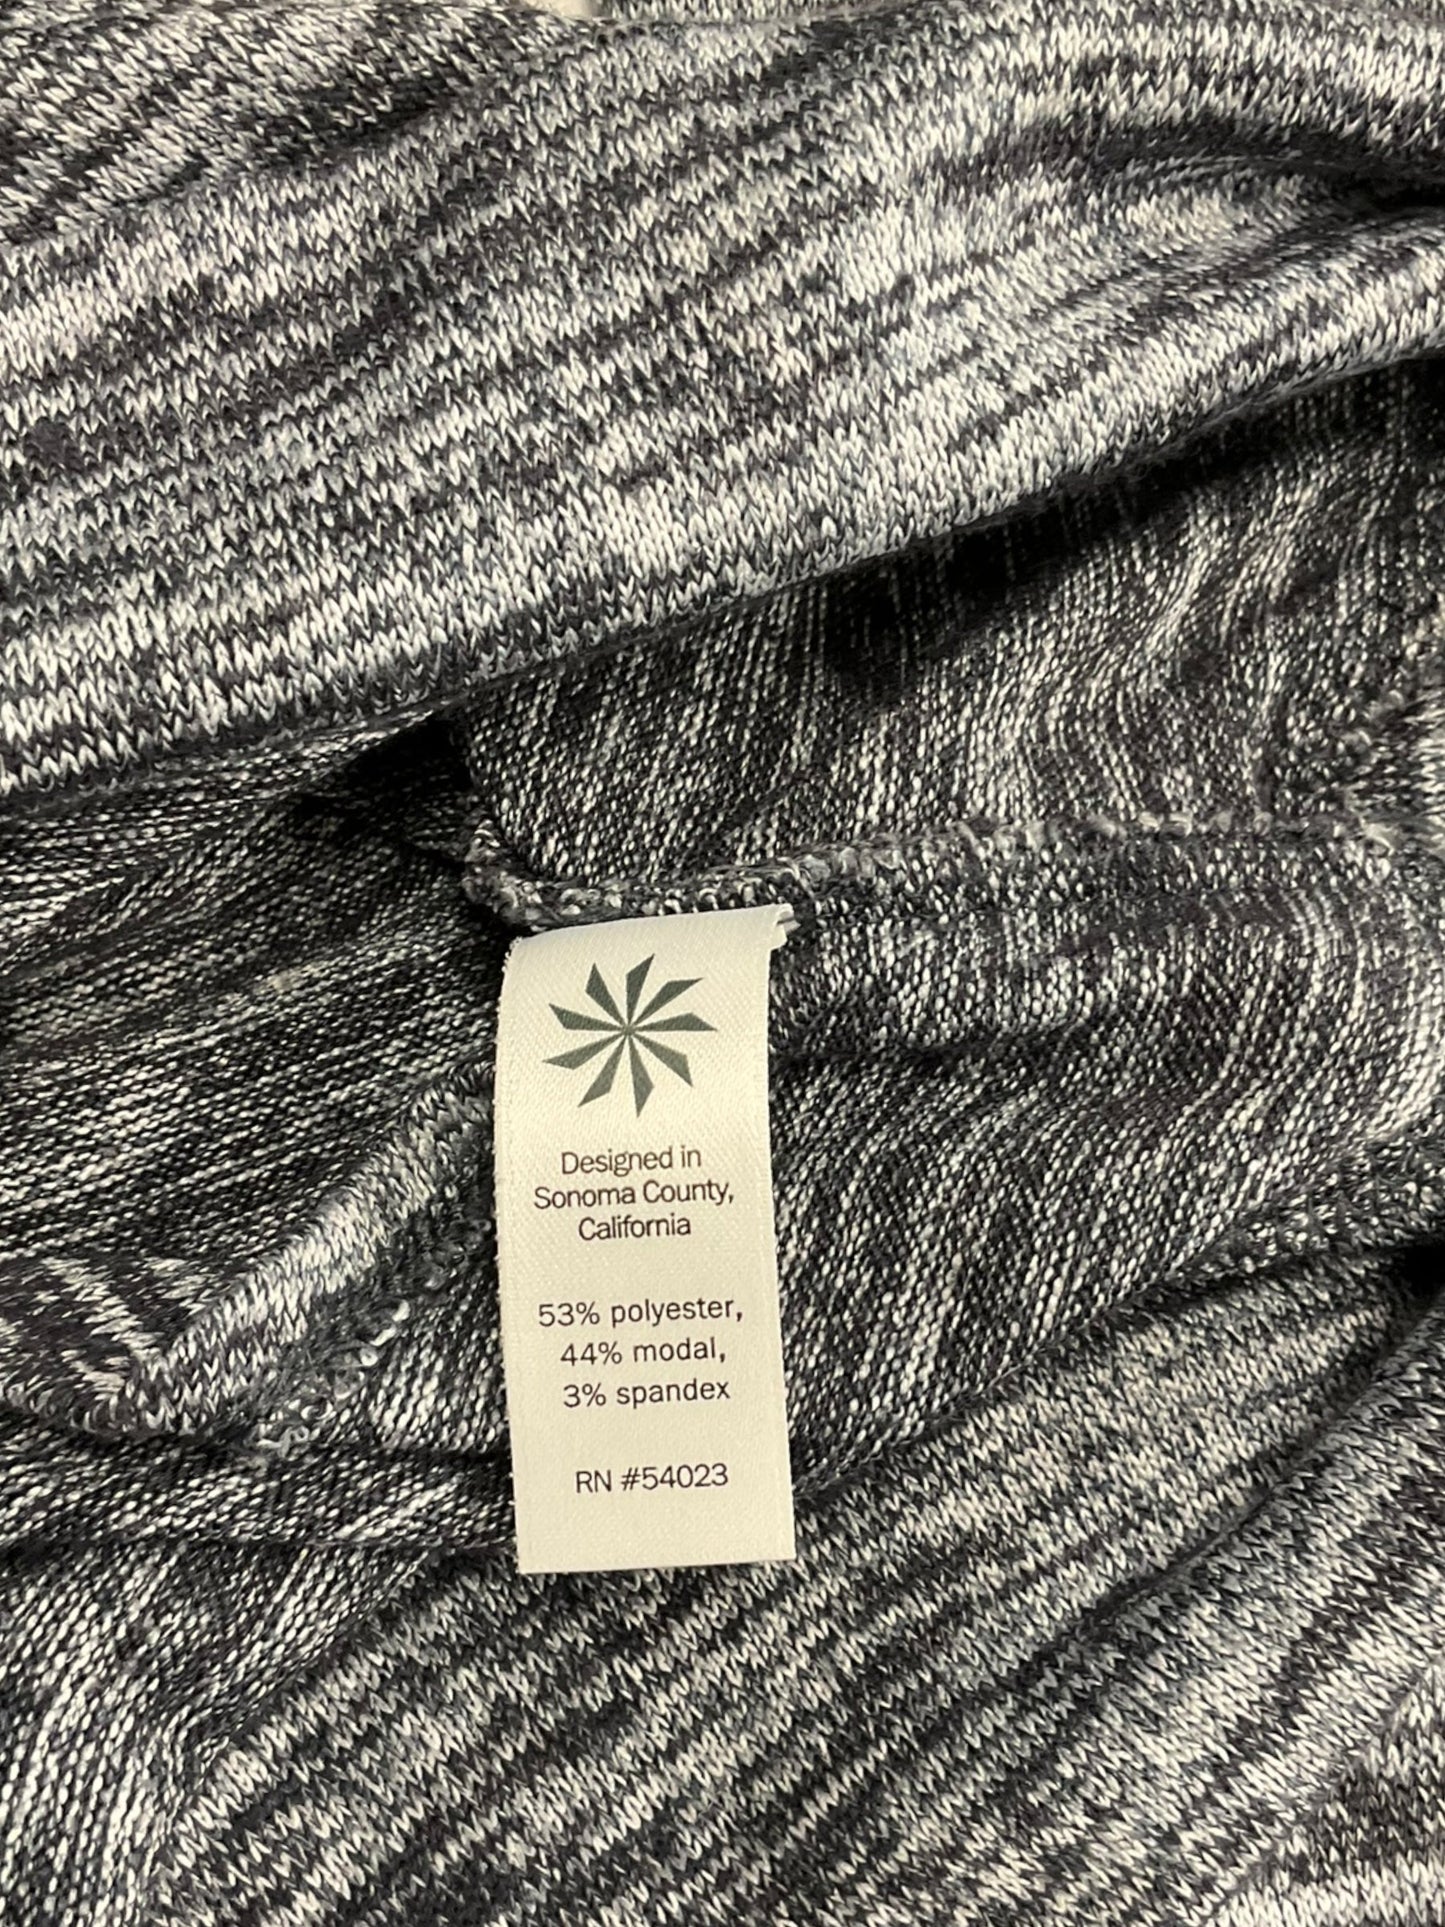 Designed in
Sonoma County,
California
53% polyester,
44% modal,
3% spandex
RN #54023